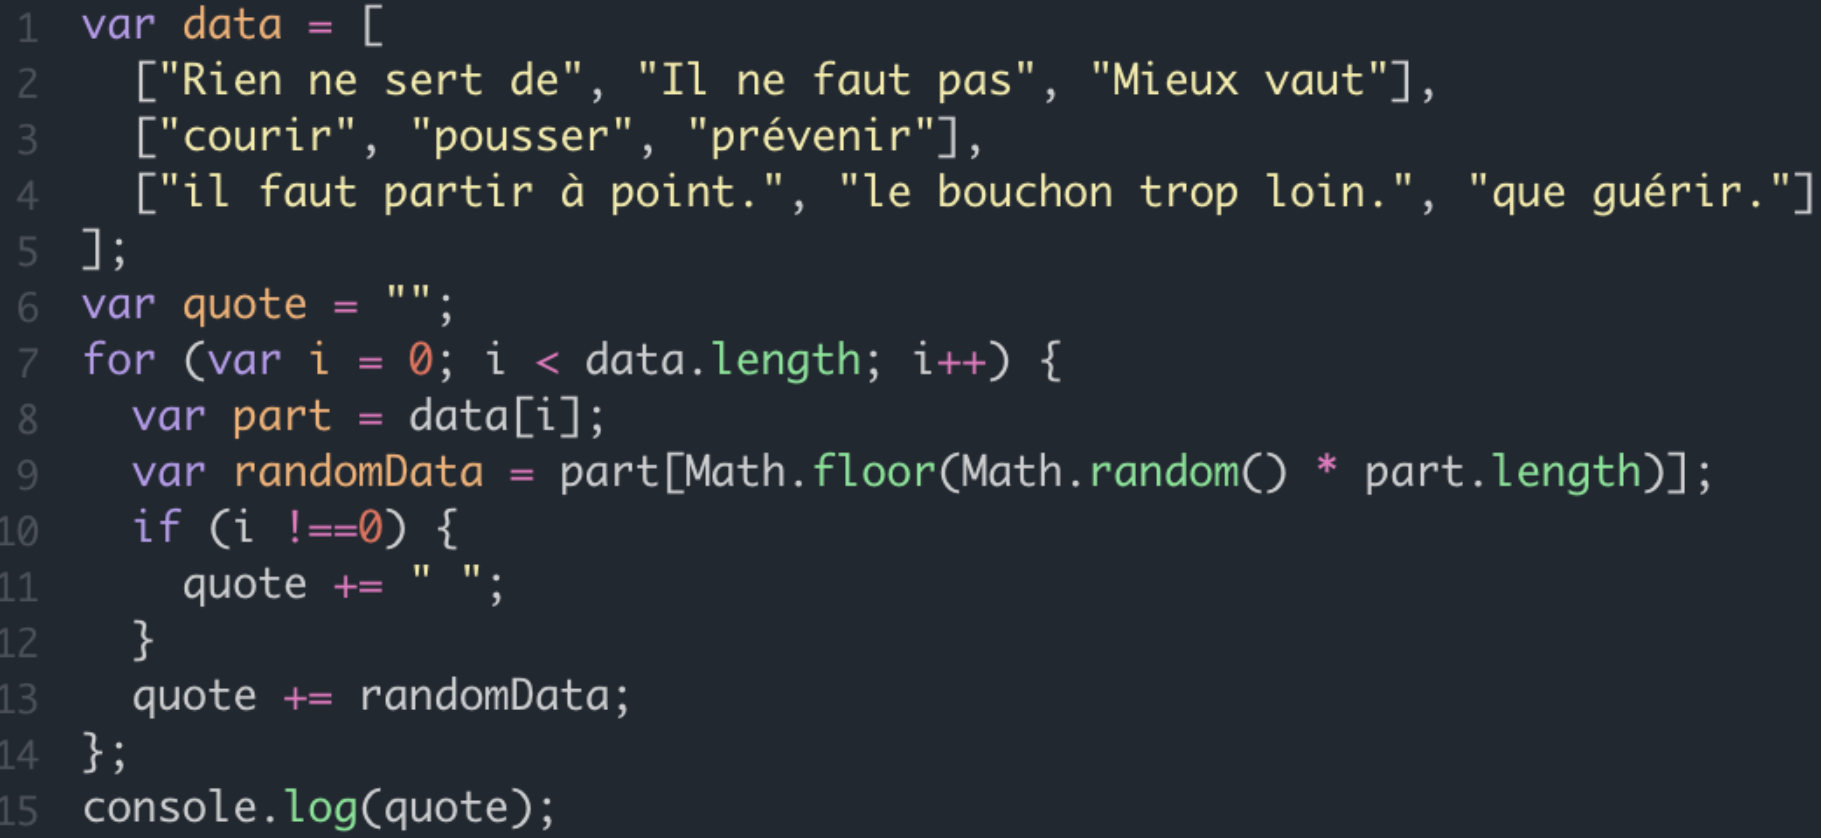 1 var data = [
2 ["Rien ne sert de", "Il ne faut pas", "Mieux vaut"],
3 ["courir", "pousser", "prévenir"],
4 ["il faut partir à point.", "le bouchon trop loin.", "que guérir."]
5 ];
6 var quote = "";
7 for (var i = 0; i < data.length; i++) {
8 var part = data[i];
9 var randomData = part[Math.floor(Math.random() * part.length)];
10 if (i !==0) {
11 quote += " ";
12 }
13 quote += randomData;
14 };
15 console.log(quote);